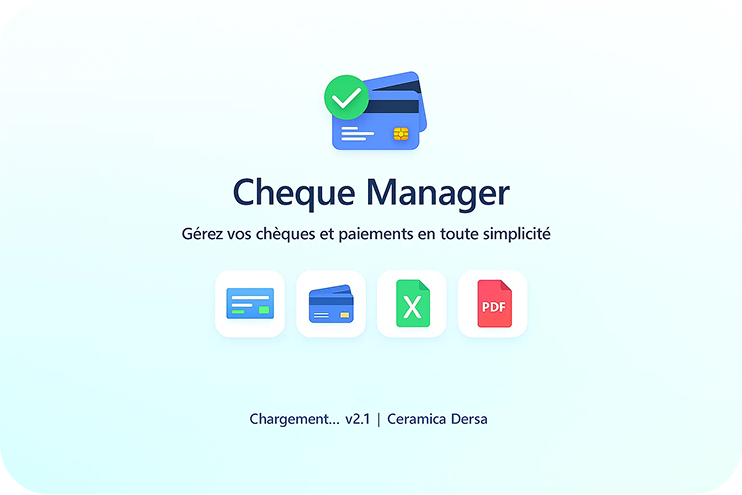 Cheque Manager
Gérez vos chèques et paiements en toute simplicité
X
PDF
Chargement... v2.1 | Ceramica Dersa